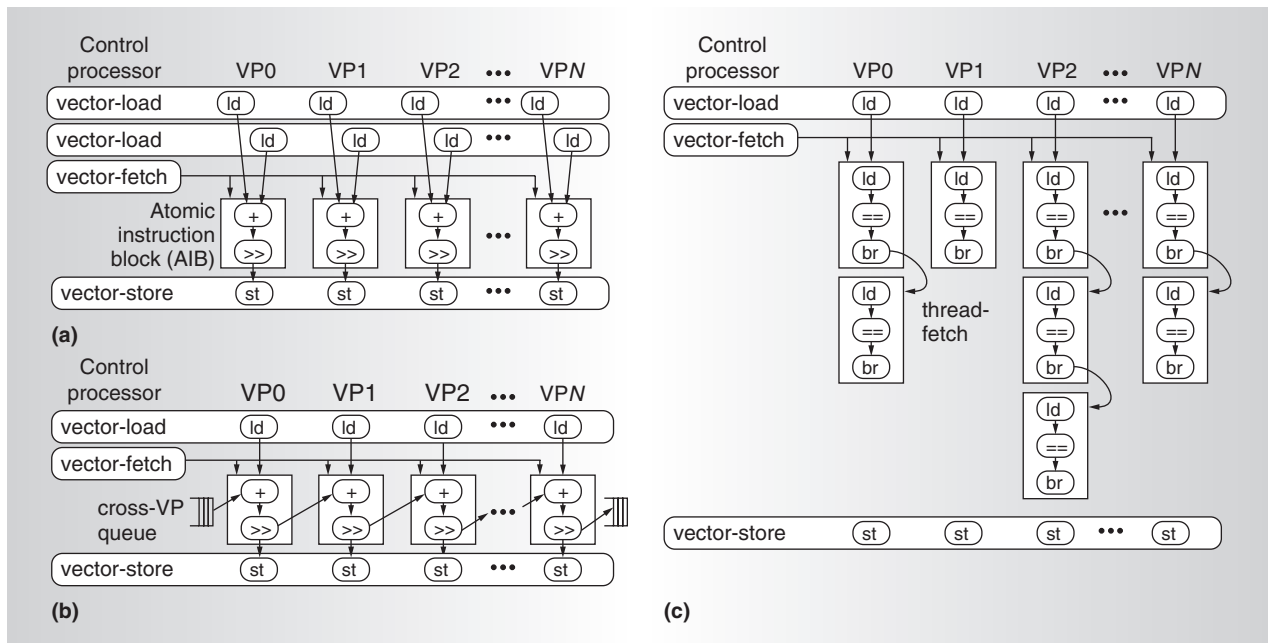 Control
processor VP0 VP1 VP2 ••• VPN
vector-load ld ld ld ••• ld
vector-load ld ld ld ••• ld
vector-fetch
Atomic
instruction
block (AIB)
+ + + ••• +
>> >> >> >>
vector-store st st st ••• st
(a)
Control
processor VP0 VP1 VP2 ••• VPN
vector-load ld ld ld ••• ld
vector-fetch
cross-VP
queue
+ + + ••• +
>> >> >> >>
vector-store st st st ••• st
(b)
Control
processor VP0 VP1 VP2 ••• VPN
vector-load ld ld ld ••• ld
vector-fetch
ld ld ld ld
== == == ••• ==
br br br br
ld ld ld
thread-
fetch
== == ==
br br br
ld
==
br
vector-store st st st ••• st
(c)